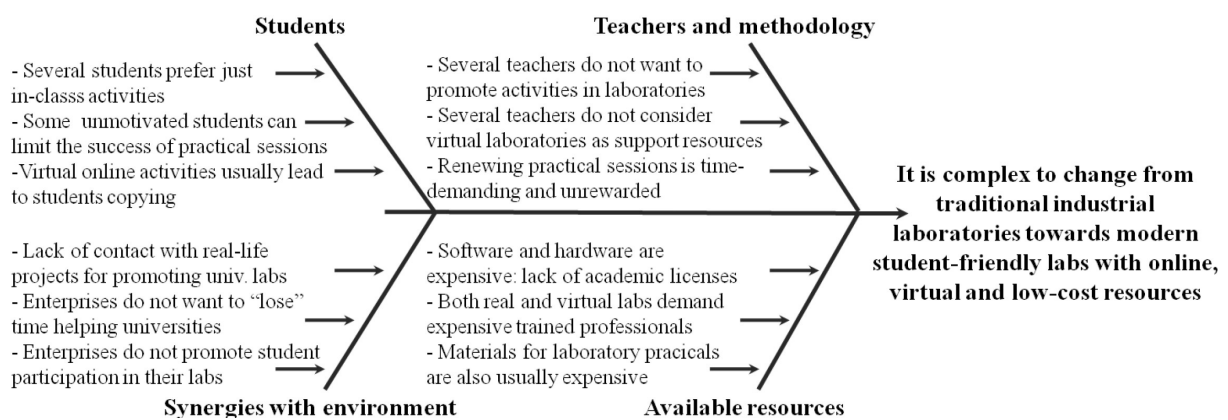 Students
- Several students prefer just
in-classs activities
- Some unmotivated students can
limit the success of practical sessions
-Virtual online activities usually lead
to students copying
Teachers and methodology
- Several teachers do not want to
promote activities in laboratories
- Several teachers do not consider
virtual laboratories as support resources
- Renewing practical sessions is time-
demanding and unrewarded
- Lack of contact with real-life
projects for promoting univ. labs
- Enterprises do not want to “lose”
time helping universities
- Enterprises do not promote student
participation in their labs
Synergies with environment
- Software and hardware are
expensive: lack of academic licenses
- Both real and virtual labs demand
expensive trained professionals
- Materials for laboratory pracicals
are also usually expensive
Available resources
It is complex to change from
traditional industrial
laboratories towards modern
student-friendly labs with online,
virtual and low-cost resources